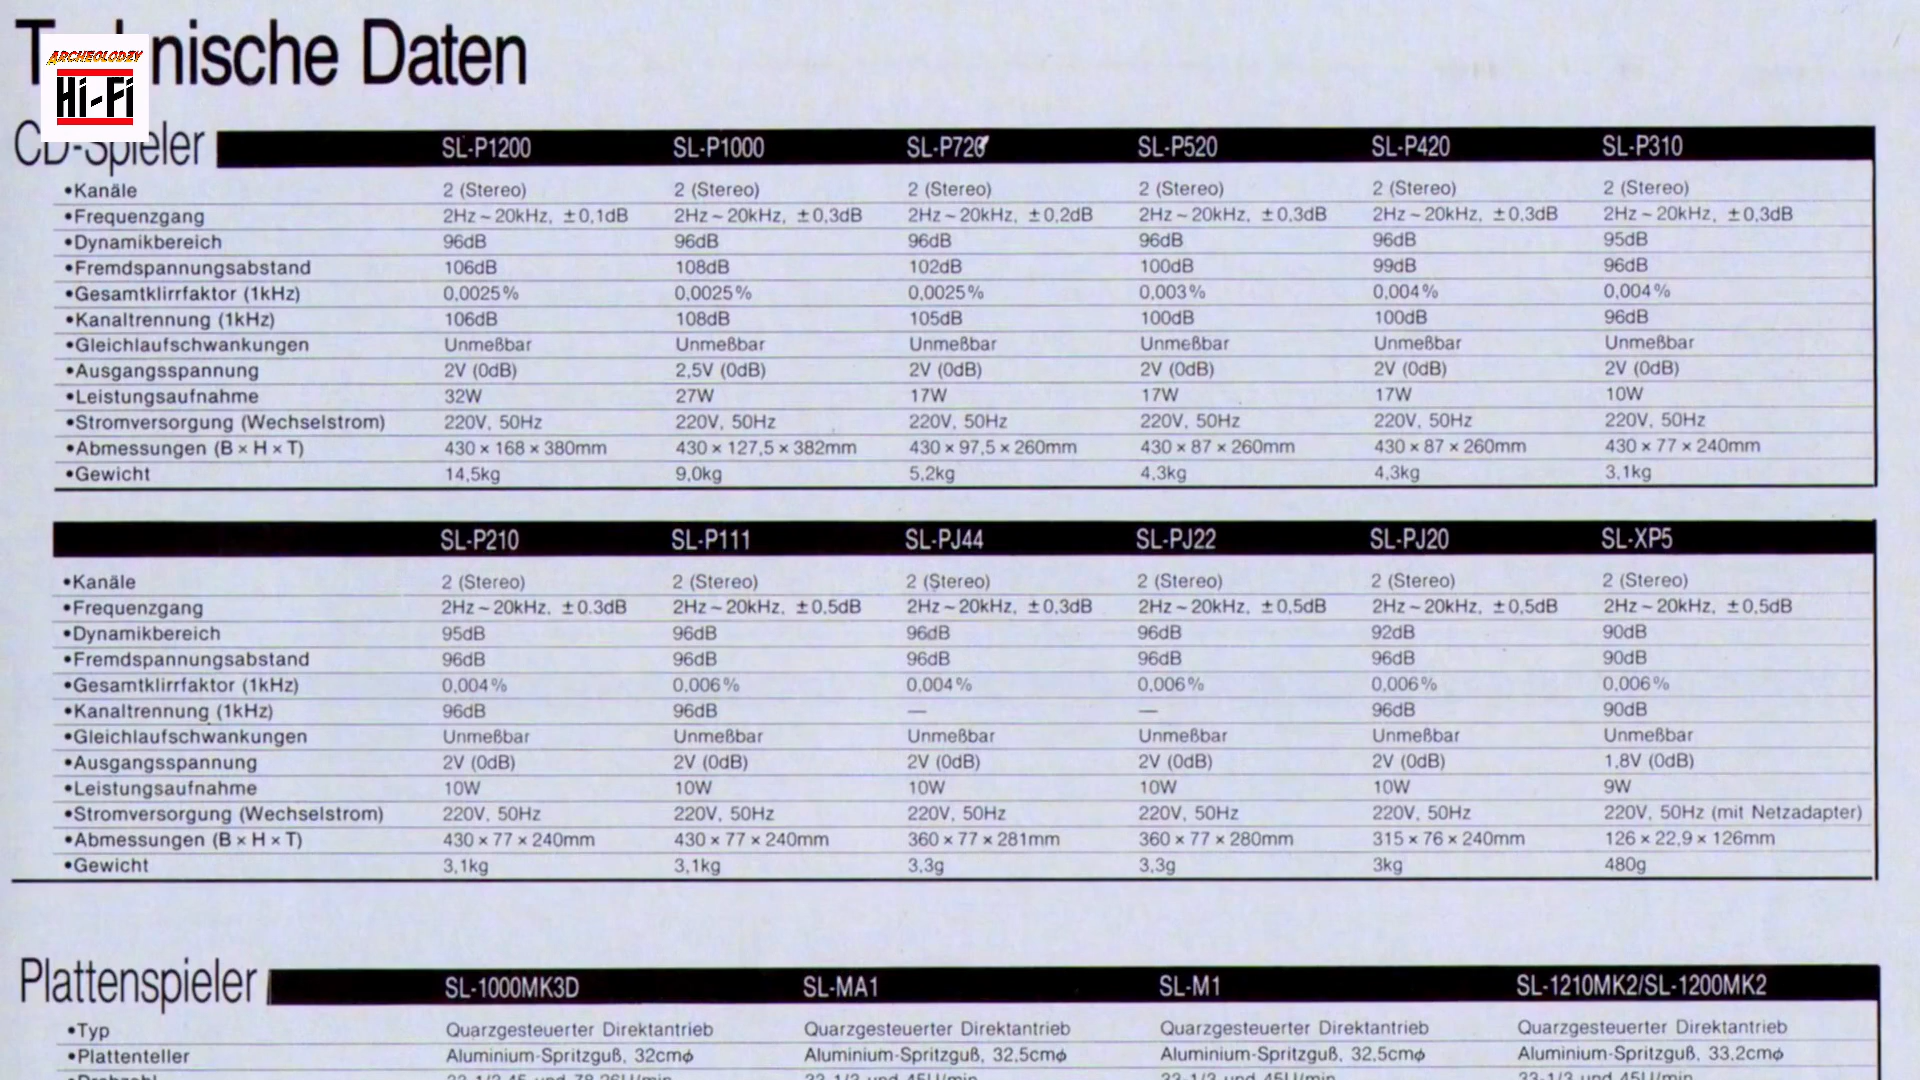 Technische Daten
ARCHEOLODZY
Hi-Fi
CD-Spieler SL-P1200 SL-P1000 SL-P720 SL-P520 SL-P420 SL-P310
•Kanäle 2 (Stereo) 2 (Stereo) 2 (Stereo) 2 (Stereo) 2 (Stereo) 2 (Stereo)
•Frequenzgang 2Hz~20kHz, ±0,1dB 2Hz~20kHz, ±0,3dB 2Hz~20kHz, ±0,2dB 2Hz~20kHz, ±0,3dB 2Hz~20kHz, ±0,3dB 2Hz~20kHz, ±0,3dB
•Dynamikbereich 96dB 96dB 96dB 96dB 96dB 95dB
•Fremdspannungsabstand 106dB 108dB 102dB 100dB 99dB 96dB
•Gesamtklirrfaktor (1kHz) 0,0025% 0,0025% 0,0025% 0,003% 0,004% 0,004%
•Kanaltrennung (1kHz) 106dB 108dB 105dB 100dB 100dB 96dB
•Gleichlaufschwankungen Unmeßbar Unmeßbar Unmeßbar Unmeßbar Unmeßbar Unmeßbar
•Ausgangsspannung 2V (0dB) 2,5V (0dB) 2V (0dB) 2V (0dB) 2V (0dB) 2V (0dB)
•Leistungsaufnahme 32W 27W 17W 17W 17W 10W
•Stromversorgung (Wechselstrom) 220V, 50Hz 220V, 50Hz 220V, 50Hz 220V, 50Hz 220V, 50Hz 220V, 50Hz
•Abmessungen (B × H × T) 430 × 168 × 380mm 430 × 127,5 × 382mm 430 × 97,5 × 260mm 430 × 87 × 260mm 430 × 87 × 260mm 430 × 77 × 240mm
•Gewicht 14,5kg 9,0kg 5,2kg 4,3kg 4,3kg 3,1kg
SL-P210 SL-P111 SL-PJ44 SL-PJ22 SL-PJ20 SL-XP5
•Kanäle 2 (Stereo) 2 (Stereo) 2 (Stereo) 2 (Stereo) 2 (Stereo) 2 (Stereo)
•Frequenzgang 2Hz~20kHz, ±0.3dB 2Hz~20kHz, ±0,5dB 2Hz~20kHz, ±0,3dB 2Hz~20kHz, ±0,5dB 2Hz~20kHz, ±0,5dB 2Hz~20kHz, ±0,5dB
•Dynamikbereich 95dB 96dB 96dB 96dB 92dB 90dB
•Fremdspannungsabstand 96dB 96dB 96dB 96dB 96dB 90dB
•Gesamtklirrfaktor (1kHz) 0,004% 0,006% 0,004% 0,006% 0,006% 0,006%
•Kanaltrennung (1kHz) 96dB 96dB — — 96dB 90dB
•Gleichlaufschwankungen Unmeßbar Unmeßbar Unmeßbar Unmeßbar Unmeßbar Unmeßbar
•Ausgangsspannung 2V (0dB) 2V (0dB) 2V (0dB) 2V (0dB) 2V (0dB) 1,8V (0dB)
•Leistungsaufnahme 10W 10W 10W 10W 10W 9W
•Stromversorgung (Wechselstrom) 220V, 50Hz 220V, 50Hz 220V, 50Hz 220V, 50Hz 220V, 50Hz 220V, 50Hz (mit Netzadapter)
•Abmessungen (B × H × T) 430 × 77 × 240mm 430 × 77 × 240mm 360 × 77 × 281mm 360 × 77 × 280mm 315 × 76 × 240mm 126 × 22,9 × 126mm
•Gewicht 3,1kg 3,1kg 3,3g 3,3g 3kg 480g
Plattenspieler SL-1000MK3D SL-MA1 SL-M1 SL-1210MK2/SL-1200MK2
•Typ Quarzgesteuerter Direktantrieb Quarzgesteuerter Direktantrieb Quarzgesteuerter Direktantrieb Quarzgesteuerter Direktantrieb
•Plattenteller Aluminium-Spritzguß, 32cmφ Aluminium-Spritzguß, 32,5cmφ Aluminium-Spritzguß, 32,5cmφ Aluminium-Spritzguß, 33,2cmφ